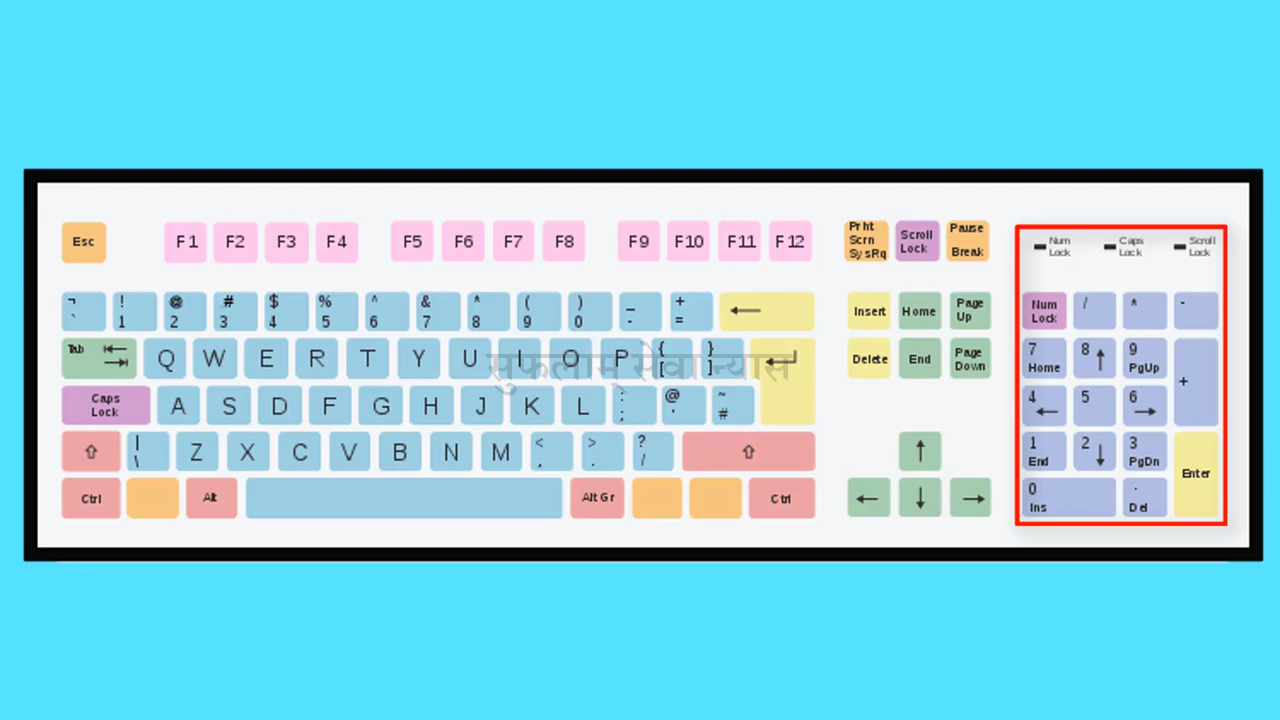 Esc F1 F2 F3 F4 F5 F6 F7 F8 F9 F10 F11 F12
Prnt Scrn SysRq
Scroll Lock
Pause Break
Num Lock
Caps Lock
Scroll Lock
¬ ` ! 1 @ 2 # 3 $ 4 % 5 ^ 6 & 7 * 8 ( 9 ) 0 _ - + = ←
Insert Home Page Up
Num Lock / * -
Tab Q W E R T Y U I O P { [ } ]
Delete End Page Down
7 Home 8 ↑ 9 PgUp +
सुफलाम् सेवा न्यास
Caps Lock A S D F G H J K L : ; @ ' ~ #
4 ← 5 6 →
⇧ | \ Z X C V B N M < , > . ? / ⇧
↑
1 End 2 ↓ 3 PgDn Enter
Ctrl Alt Alt Gr Ctrl
← ↓ →
0 Ins . Del